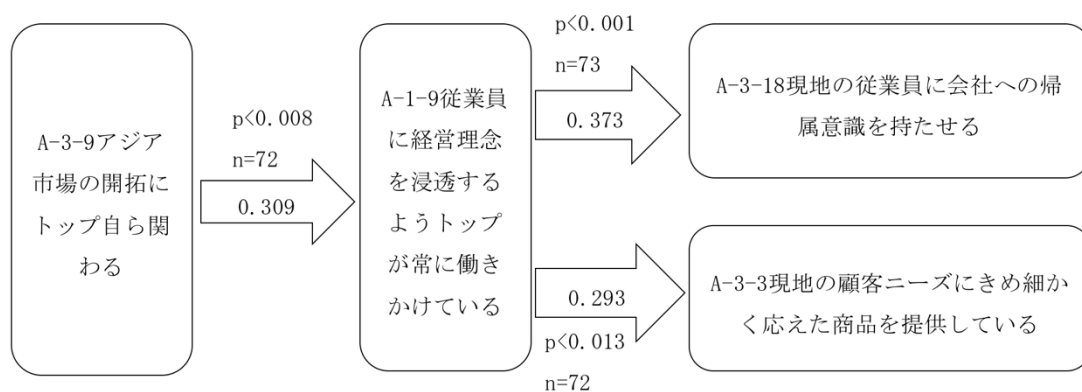 A-3-9アジア
市場の開拓に
トップ自ら関
わる
p<0.008
n=72
0.309
A-1-9従業員
に経営理念
を浸透する
ようトップ
が常に働き
かけている
p<0.001
n=73
0.373
A-3-18現地の従業員に会社への帰
属意識を持たせる
0.293
p<0.013
n=72
A-3-3現地の顧客ニーズにきめ細か
く応えた商品を提供している